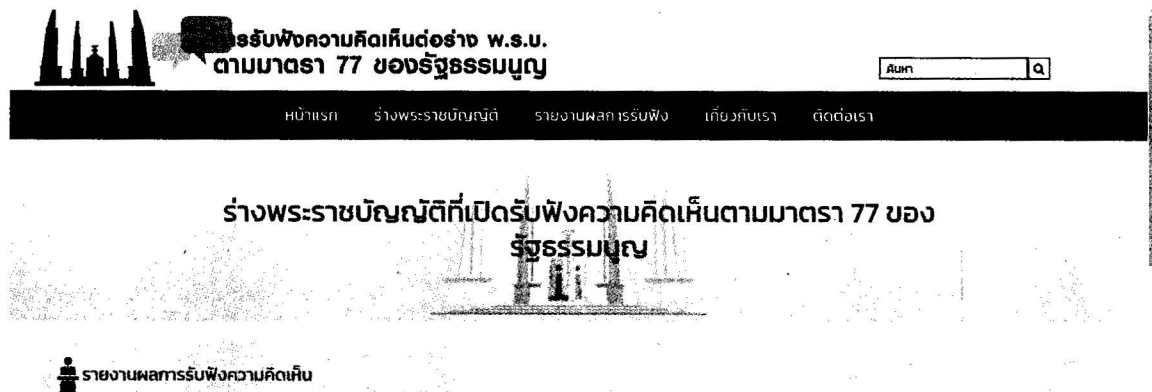 การรับฟังความคิดเห็นต่อร่าง พ.ร.บ.
ตามมาตรา 77 ของรัฐธรรมนูญ
ค้นหา
หน้าแรก ร่างพระราชบัญญัติ รายงานผลการรับฟัง เกี่ยวกับเรา ติดต่อเรา
ร่างพระราชบัญญัติที่เปิดรับฟังความคิดเห็นตามมาตรา 77 ของ
รัฐธรรมนูญ
รายงานผลการรับฟังความคิดเห็น